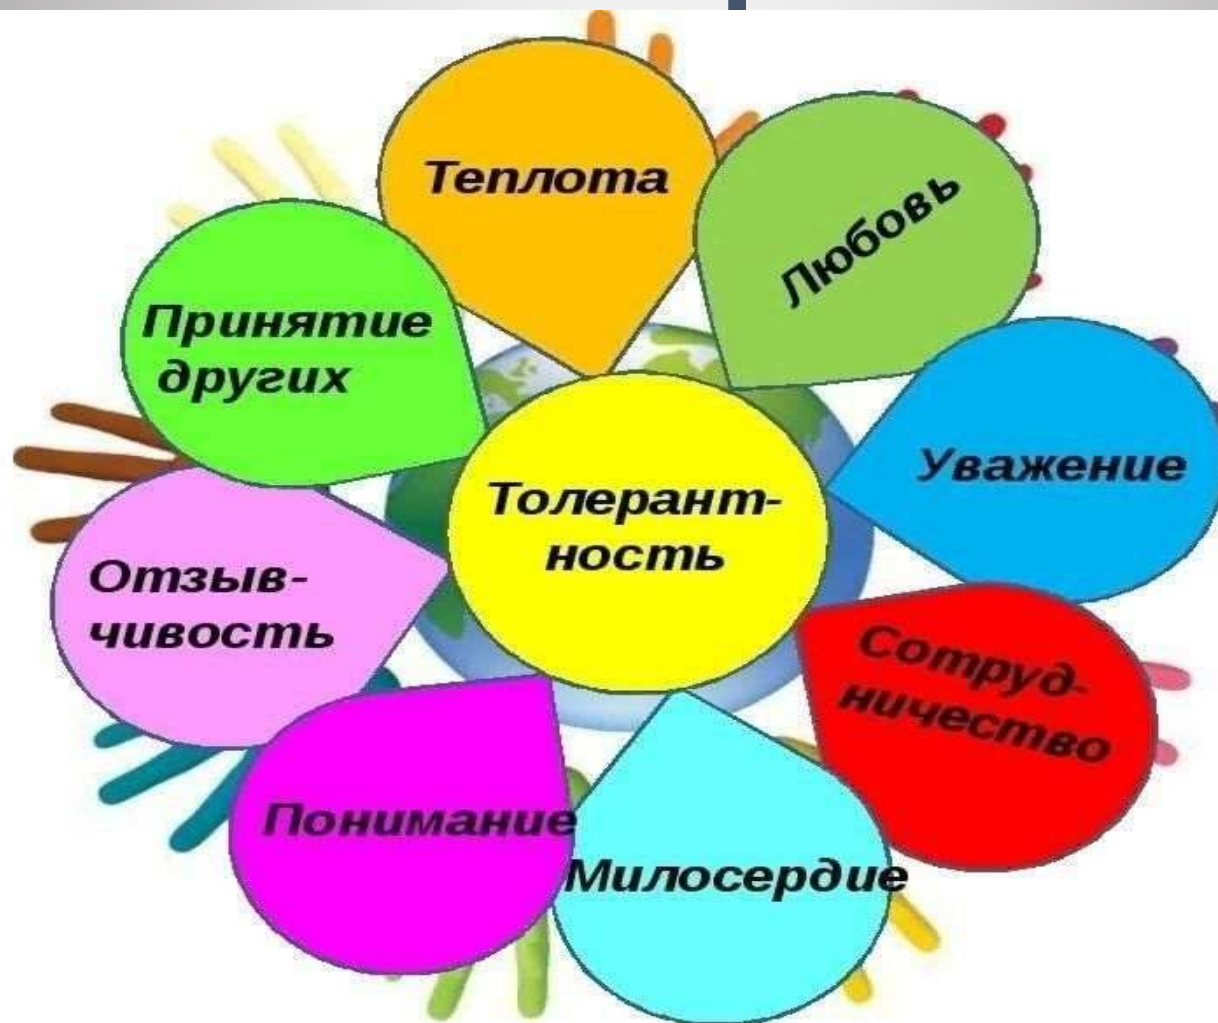 Теплота
Любовь
Принятие
других
Уважение
Толерант-
ность
Отзыв-
чивость
Сотруд-
ничество
Понимание
Милосердие